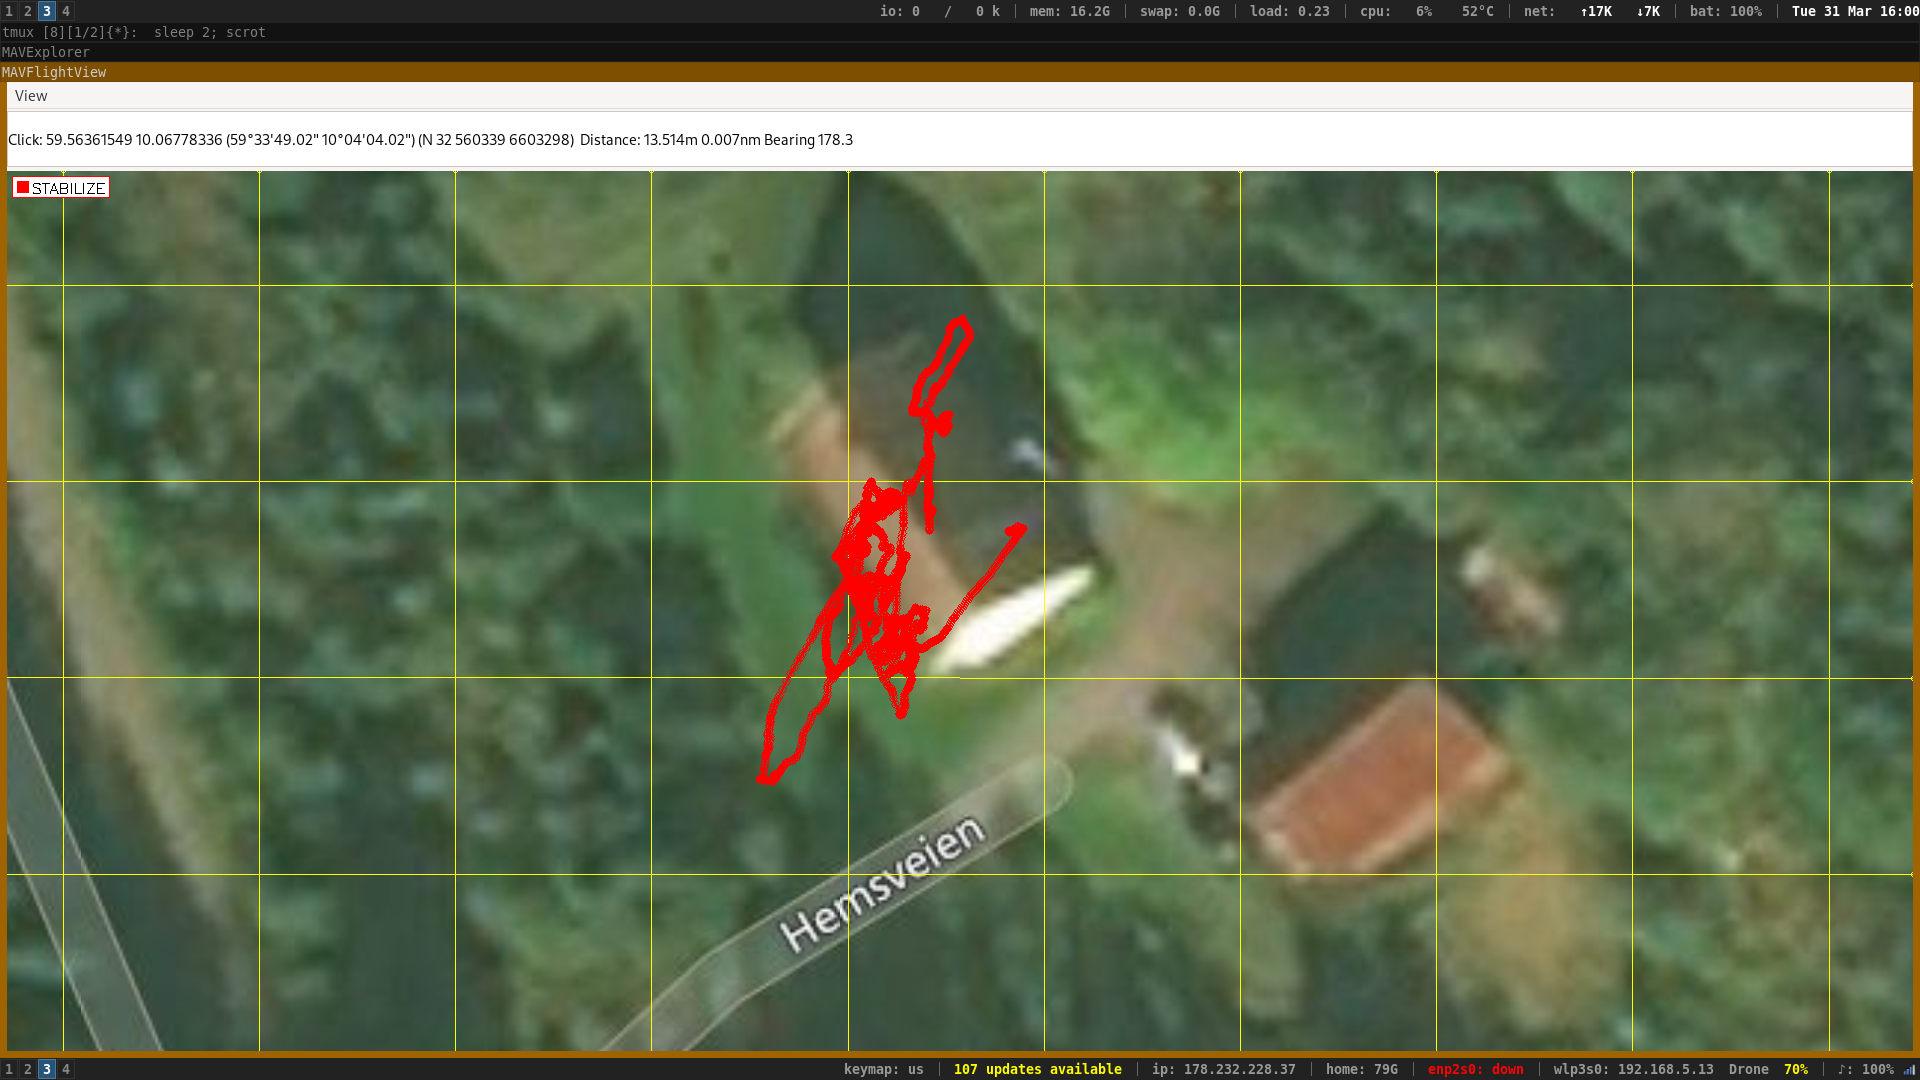 1 2 3 4 io: 0 / 0 k | mem: 16.2G | swap: 0.0G | load: 0.23 | cpu: 6% 52°C | net: ↑17K ↓7K | bat: 100% | Tue 31 Mar 16:00
tmux [8][1/2]{*}: sleep 2; scrot
MAVExplorer
MAVFlightView
View
Click: 59.56361549 10.06778336 (59°33'49.02" 10°04'04.02") (N 32 560339 6603298) Distance: 13.514m 0.007nm Bearing 178.3
STABILIZE
Hemsveien
1 2 3 4 keymap: us | 107 updates available | ip: 178.232.228.37 | home: 79G | enp2s0: down | wlp3s0: 192.168.5.13 Drone 70% | ♪: 100%